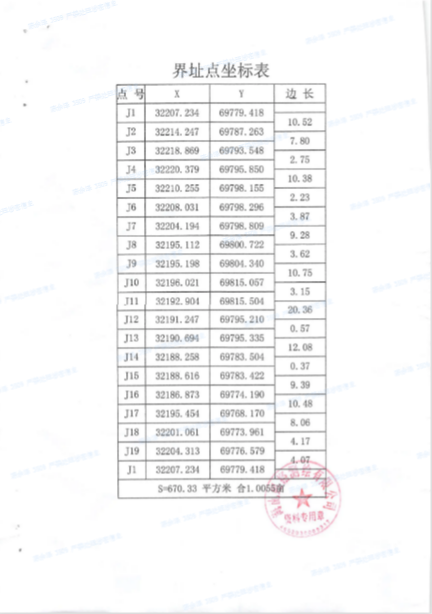 界址点坐标表
点 号 X Y 边 长
J1 32207.234 69779.418
10.52
J2 32214.247 69787.263
7.80
J3 32218.869 69793.548
2.75
J4 32220.379 69795.850
10.38
J5 32210.255 69798.155
2.23
J6 32208.031 69798.296
3.87
J7 32204.194 69798.809
9.28
J8 32195.112 69800.722
3.62
J9 32195.198 69804.340
10.75
J10 32196.021 69815.057
3.15
J11 32192.904 69815.504
20.36
J12 32191.247 69795.210
0.57
J13 32190.694 69795.335
12.08
J14 32188.258 69783.504
0.37
J15 32188.616 69783.422
9.39
J16 32186.873 69774.190
10.48
J17 32195.454 69768.170
8.06
J18 32201.061 69773.961
4.17
J19 32204.313 69776.579
4.07
J1 32207.234 69779.418
S=670.33 平方米 合1.0055亩
资料专用章